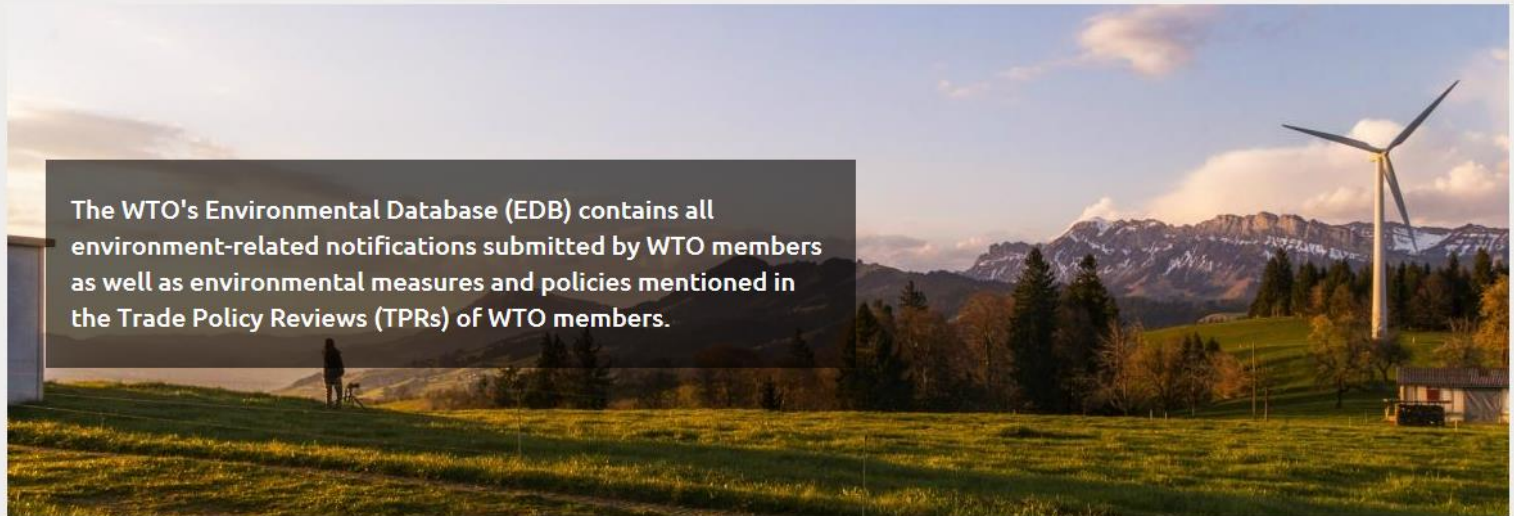 The WTO's Environmental Database (EDB) contains all
environment-related notifications submitted by WTO members
as well as environmental measures and policies mentioned in
the Trade Policy Reviews (TPRs) of WTO members.